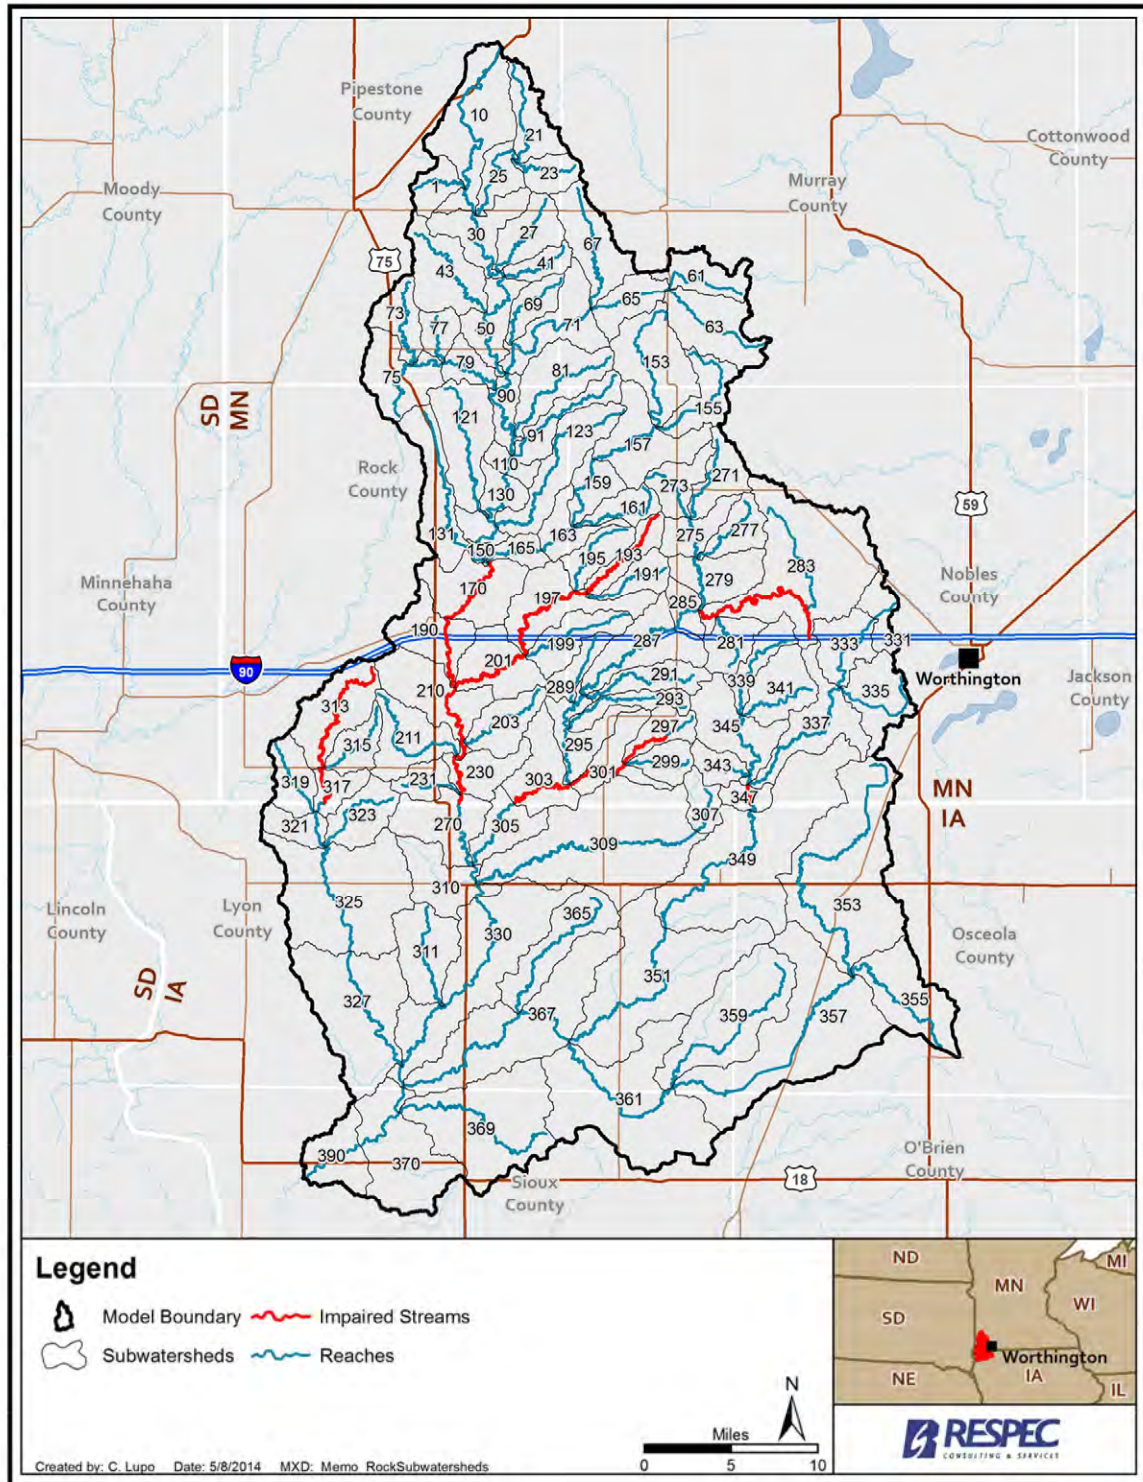 Pipestone
County
10
21
Cottonwood
County
25
23
Moody
County
1
Murray
County
30
27
67
75
43
41
61
69
65
73
77
50
71
63
79
153
81
75
90
SD
MN
121
155
91
123
157
110
Rock
County
271
159
273
130
59
161
131
275
277
150
165
163
195
193
Minnehaha
County
170
191
279
283
Nobles
County
197
285
190
199
287
281
333
331
90
201
Worthington
291
339
335
Jackson
County
210
289
341
313
293
203
297
345
337
315
211
295
299
343
319
317
231
230
303
301
MN
IA
347
323
270
305
307
321
309
349
310
325
365
353
Lincoln
County
Lyon
County
311
330
Osceola
County
351
SD
IA
327
367
359
357
355
361
369
390
370
O'Brien
County
18
Sioux
County
Legend
Model Boundary
Impaired Streams
Subwatersheds
Reaches
N
Miles
0
5
10
Created by: C. Lupo Date: 5/8/2014 MXD: Memo_RockSubwatersheds
ND
MN
MI
SD
WI
Worthington
NE
IA
IL
RESPEC
CONSULTING & SERVICES